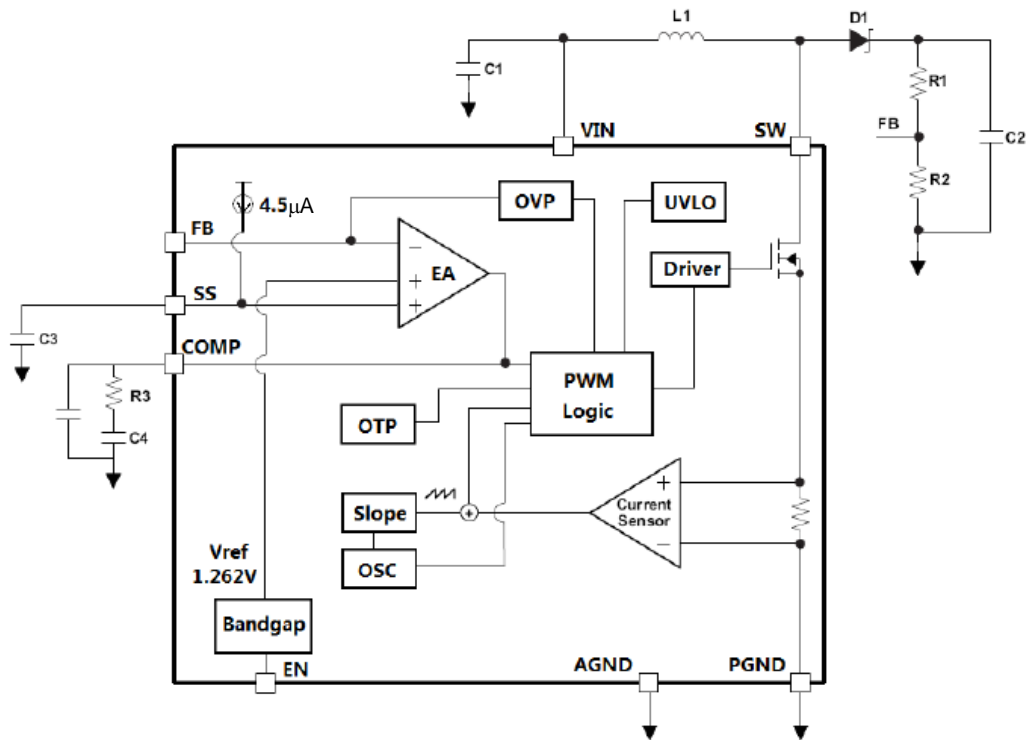 L1
D1
C1
R1
FB
C2
R2
VIN
SW
4.5μA
OVP
UVLO
FB
−
EA
Driver
+
SS
+
C3
COMP
R3
PWM
Logic
C4
OTP
+
Current
Sensor
Slope
+
−
OSC
Vref
1.262V
Bandgap
EN
AGND
PGND